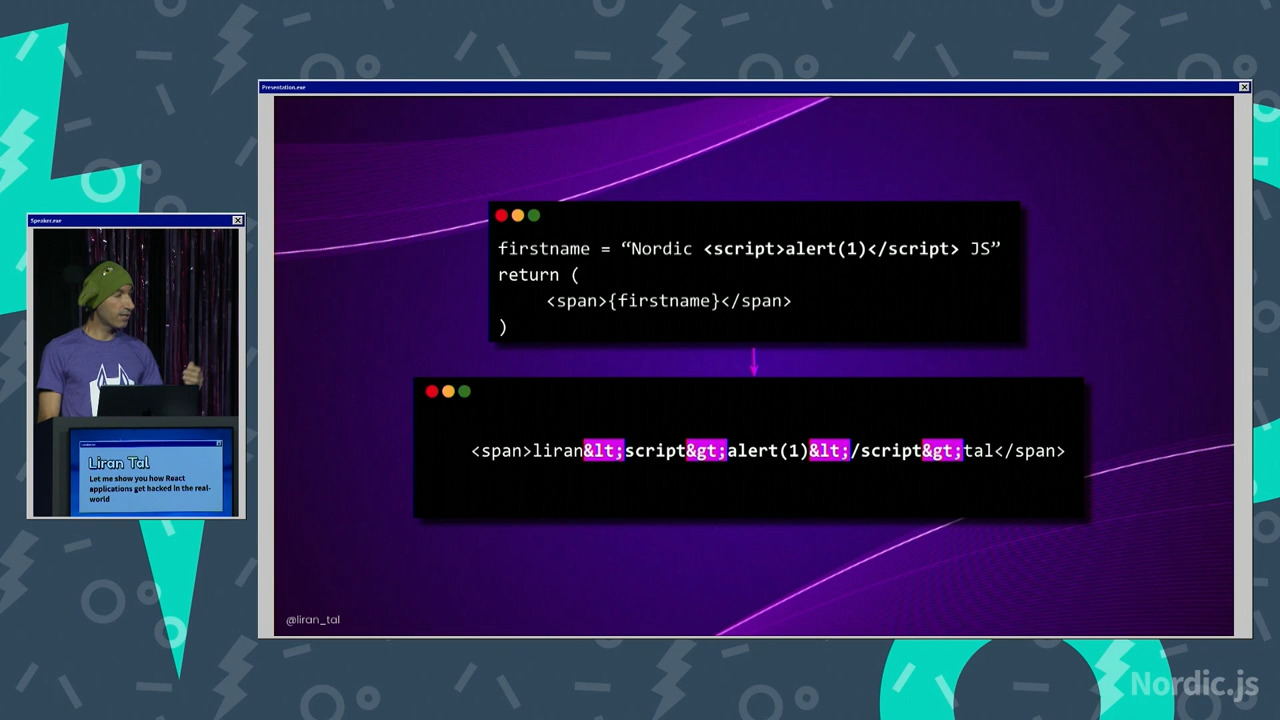 Presentation.exe
firstname = “Nordic <script>alert(1)</script> JS”
return (
<span>{firstname}</span>
)
<span>liran&lt;script&gt;alert(1)&lt;/script&gt;tal</span>
@liran_tal
Speaker.exe
Liran Tal
Let me show you how React
applications get hacked in the real-
world
Nordic.js